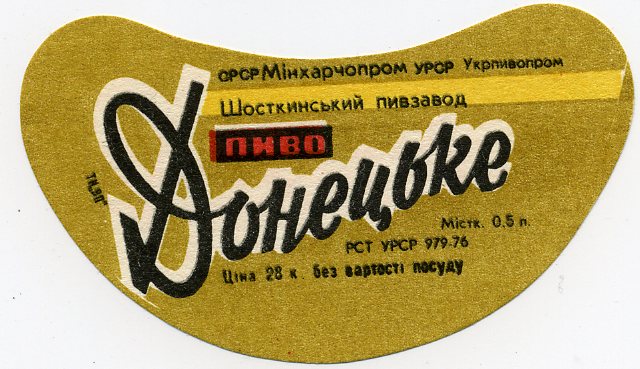 СРСР Мінхарчопром УРСР Укрпивопром
Шосткинський пивзавод
пиво
Донецьке
Містк. 0,5 л.
РСТ УРСР 979-76
Ціна 28 к. без вартості посуду